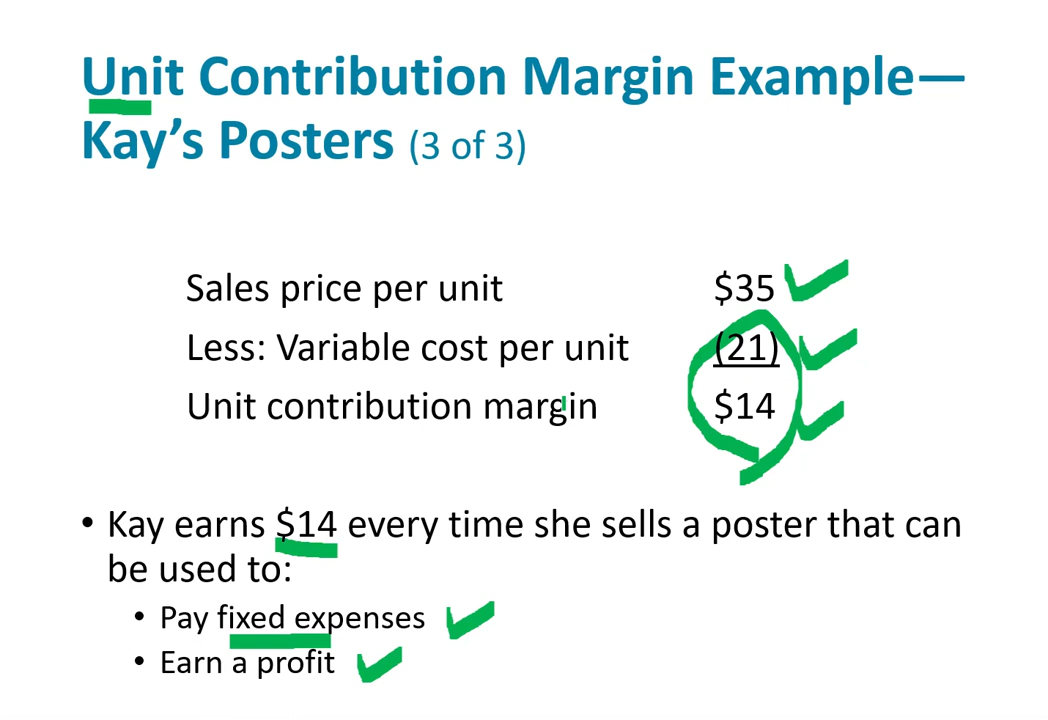 Unit Contribution Margin Example—
Kay’s Posters (3 of 3)
Sales price per unit $35
Less: Variable cost per unit (21)
Unit contribution margin $14
• Kay earns $14 every time she sells a poster that can
be used to:
• Pay fixed expenses
• Earn a profit